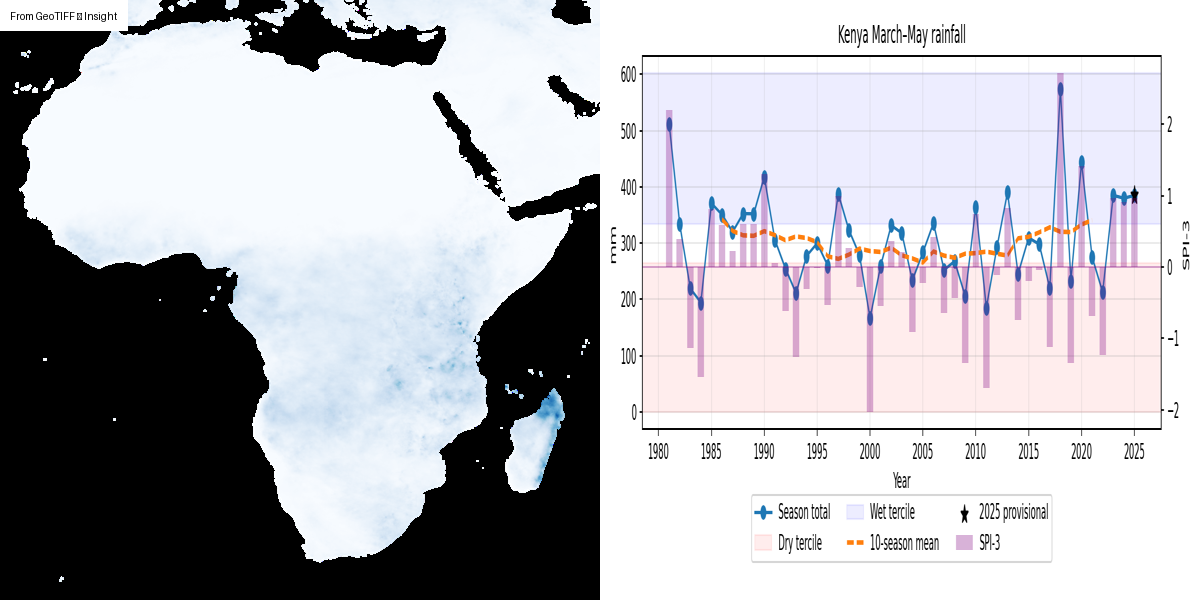 From GeoTIFF Insight
Kenya March–May rainfall
600
500
400
300
200
100
0
mm
2
1
0
−1
−2
SPI-3
1980 1985 1990 1995 2000 2005 2010 2015 2020 2025
Year
Season total Wet tercile 2025 provisional
Dry tercile 10-season mean SPI-3